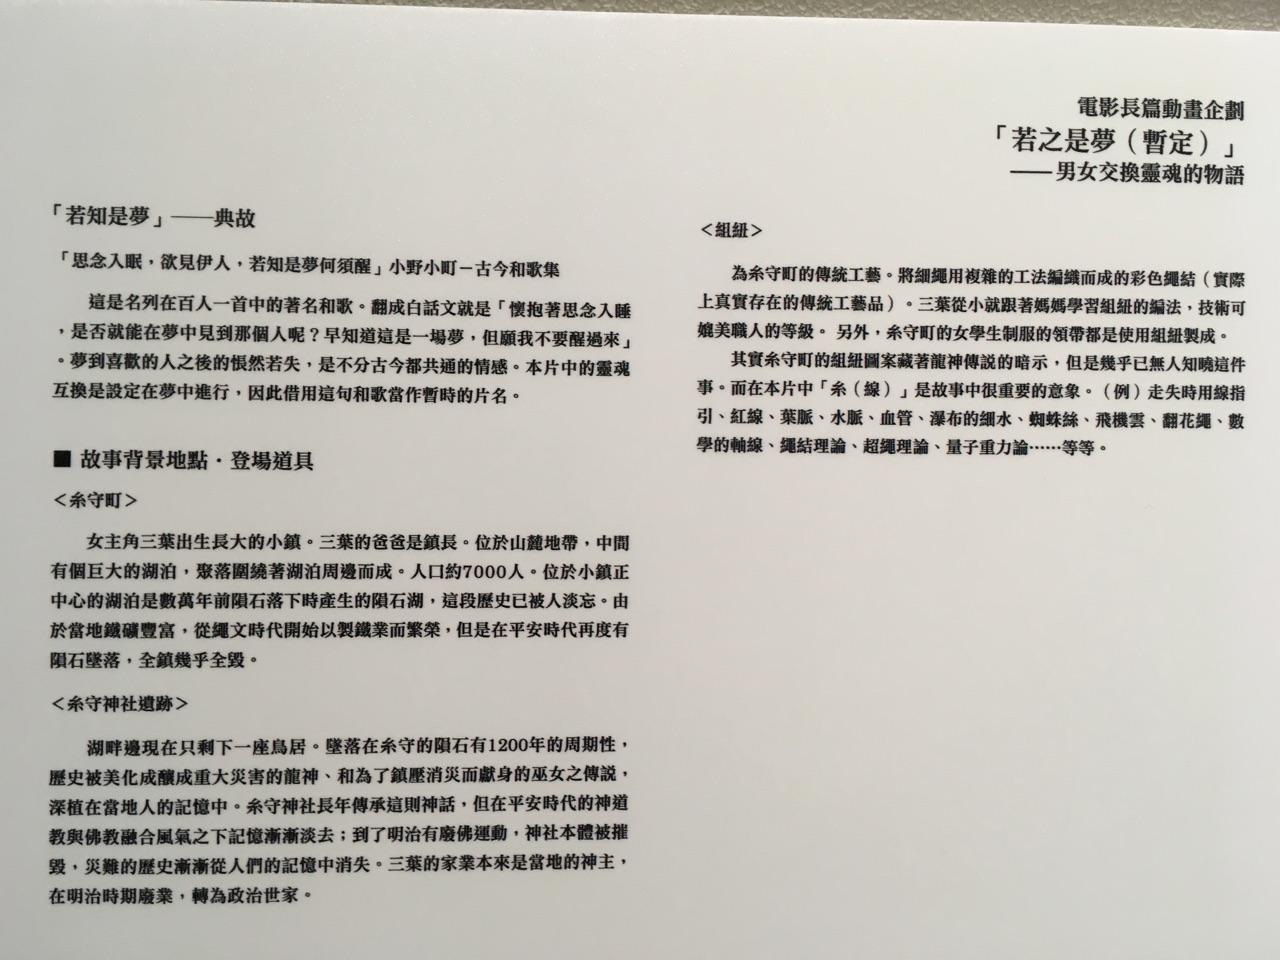 電影長篇動畫企劃
「若之是夢（暫定）」
——男女交換靈魂的物語
「若知是夢」——典故
「思念入眠，欲見伊人，若知是夢何須醒」小野小町－古今和歌集
這是名列在百人一首中的著名和歌。翻成白話文就是「懷抱著思念入睡
，是否就能在夢中見到那個人呢？早知道這是一場夢，但願我不要醒過來」
。夢到喜歡的人之後的悵然若失，是不分古今都共通的情感。本片中的靈魂
互換是設定在夢中進行，因此借用這句和歌當作暫時的片名。
■ 故事背景地點．登場道具
＜糸守町＞
女主角三葉出生長大的小鎮。三葉的爸爸是鎮長。位於山麓地帶，中間
有個巨大的湖泊，聚落圍繞著湖泊周邊而成。人口約7000人。位於小鎮正
中心的湖泊是數萬年前隕石落下時產生的隕石湖，這段歷史已被人淡忘。由
於當地鐵礦豐富，從繩文時代開始以製鐵業而繁榮，但是在平安時代再度有
隕石墜落，全鎮幾乎全毀。
＜糸守神社遺跡＞
湖畔邊現在只剩下一座鳥居。墜落在糸守的隕石有1200年的周期性，
歷史被美化成釀成重大災害的龍神、和為了鎮壓消災而獻身的巫女之傳說，
深植在當地人的記憶中。糸守神社長年傳承這則神話，但在平安時代的神道
教與佛教融合風氣之下記憶漸漸淡去；到了明治有廢佛運動，神社本體被摧
毀，災難的歷史漸漸從人們的記憶中消失。三葉的家業本來是當地的神主，
在明治時期廢業，轉為政治世家。
＜組紐＞
為糸守町的傳統工藝。將細繩用複雜的工法編織而成的彩色繩結（實際
上真實存在的傳統工藝品）。三葉從小就跟著媽媽學習組紐的編法，技術可
媲美職人的等級。 另外，糸守町的女學生制服的領帶都是使用組紐製成。
其實糸守町的組紐圖案藏著龍神傳說的暗示，但是幾乎已無人知曉這件
事。而在本片中「糸（線）」是故事中很重要的意象。（例）走失時用線指
引、紅線、葉脈、水脈、血管、瀑布的細水、蜘蛛絲、飛機雲、翻花繩、數
學的軸線、繩結理論、超繩理論、量子重力論……等等。